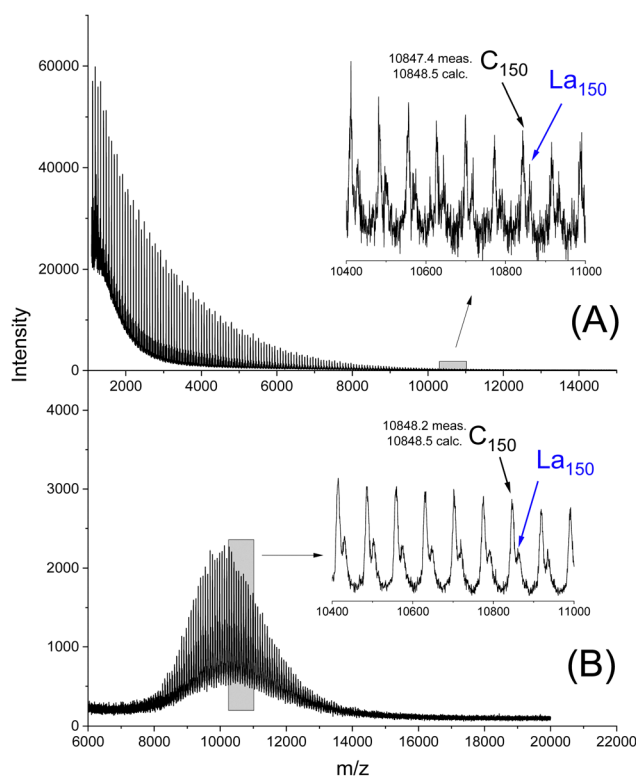 60000
40000
20000
0
Intensity
10847.4 meas.
10848.5 calc.
C150
La150
10400 10600 10800 11000
(A)
2000 4000 6000 8000 10000 12000 14000
4000
3000
2000
1000
0
10848.2 meas.
10848.5 calc.
C150
La150
10400 10600 10800 11000
(B)
6000 8000 10000 12000 14000 16000 18000 20000 22000
m/z